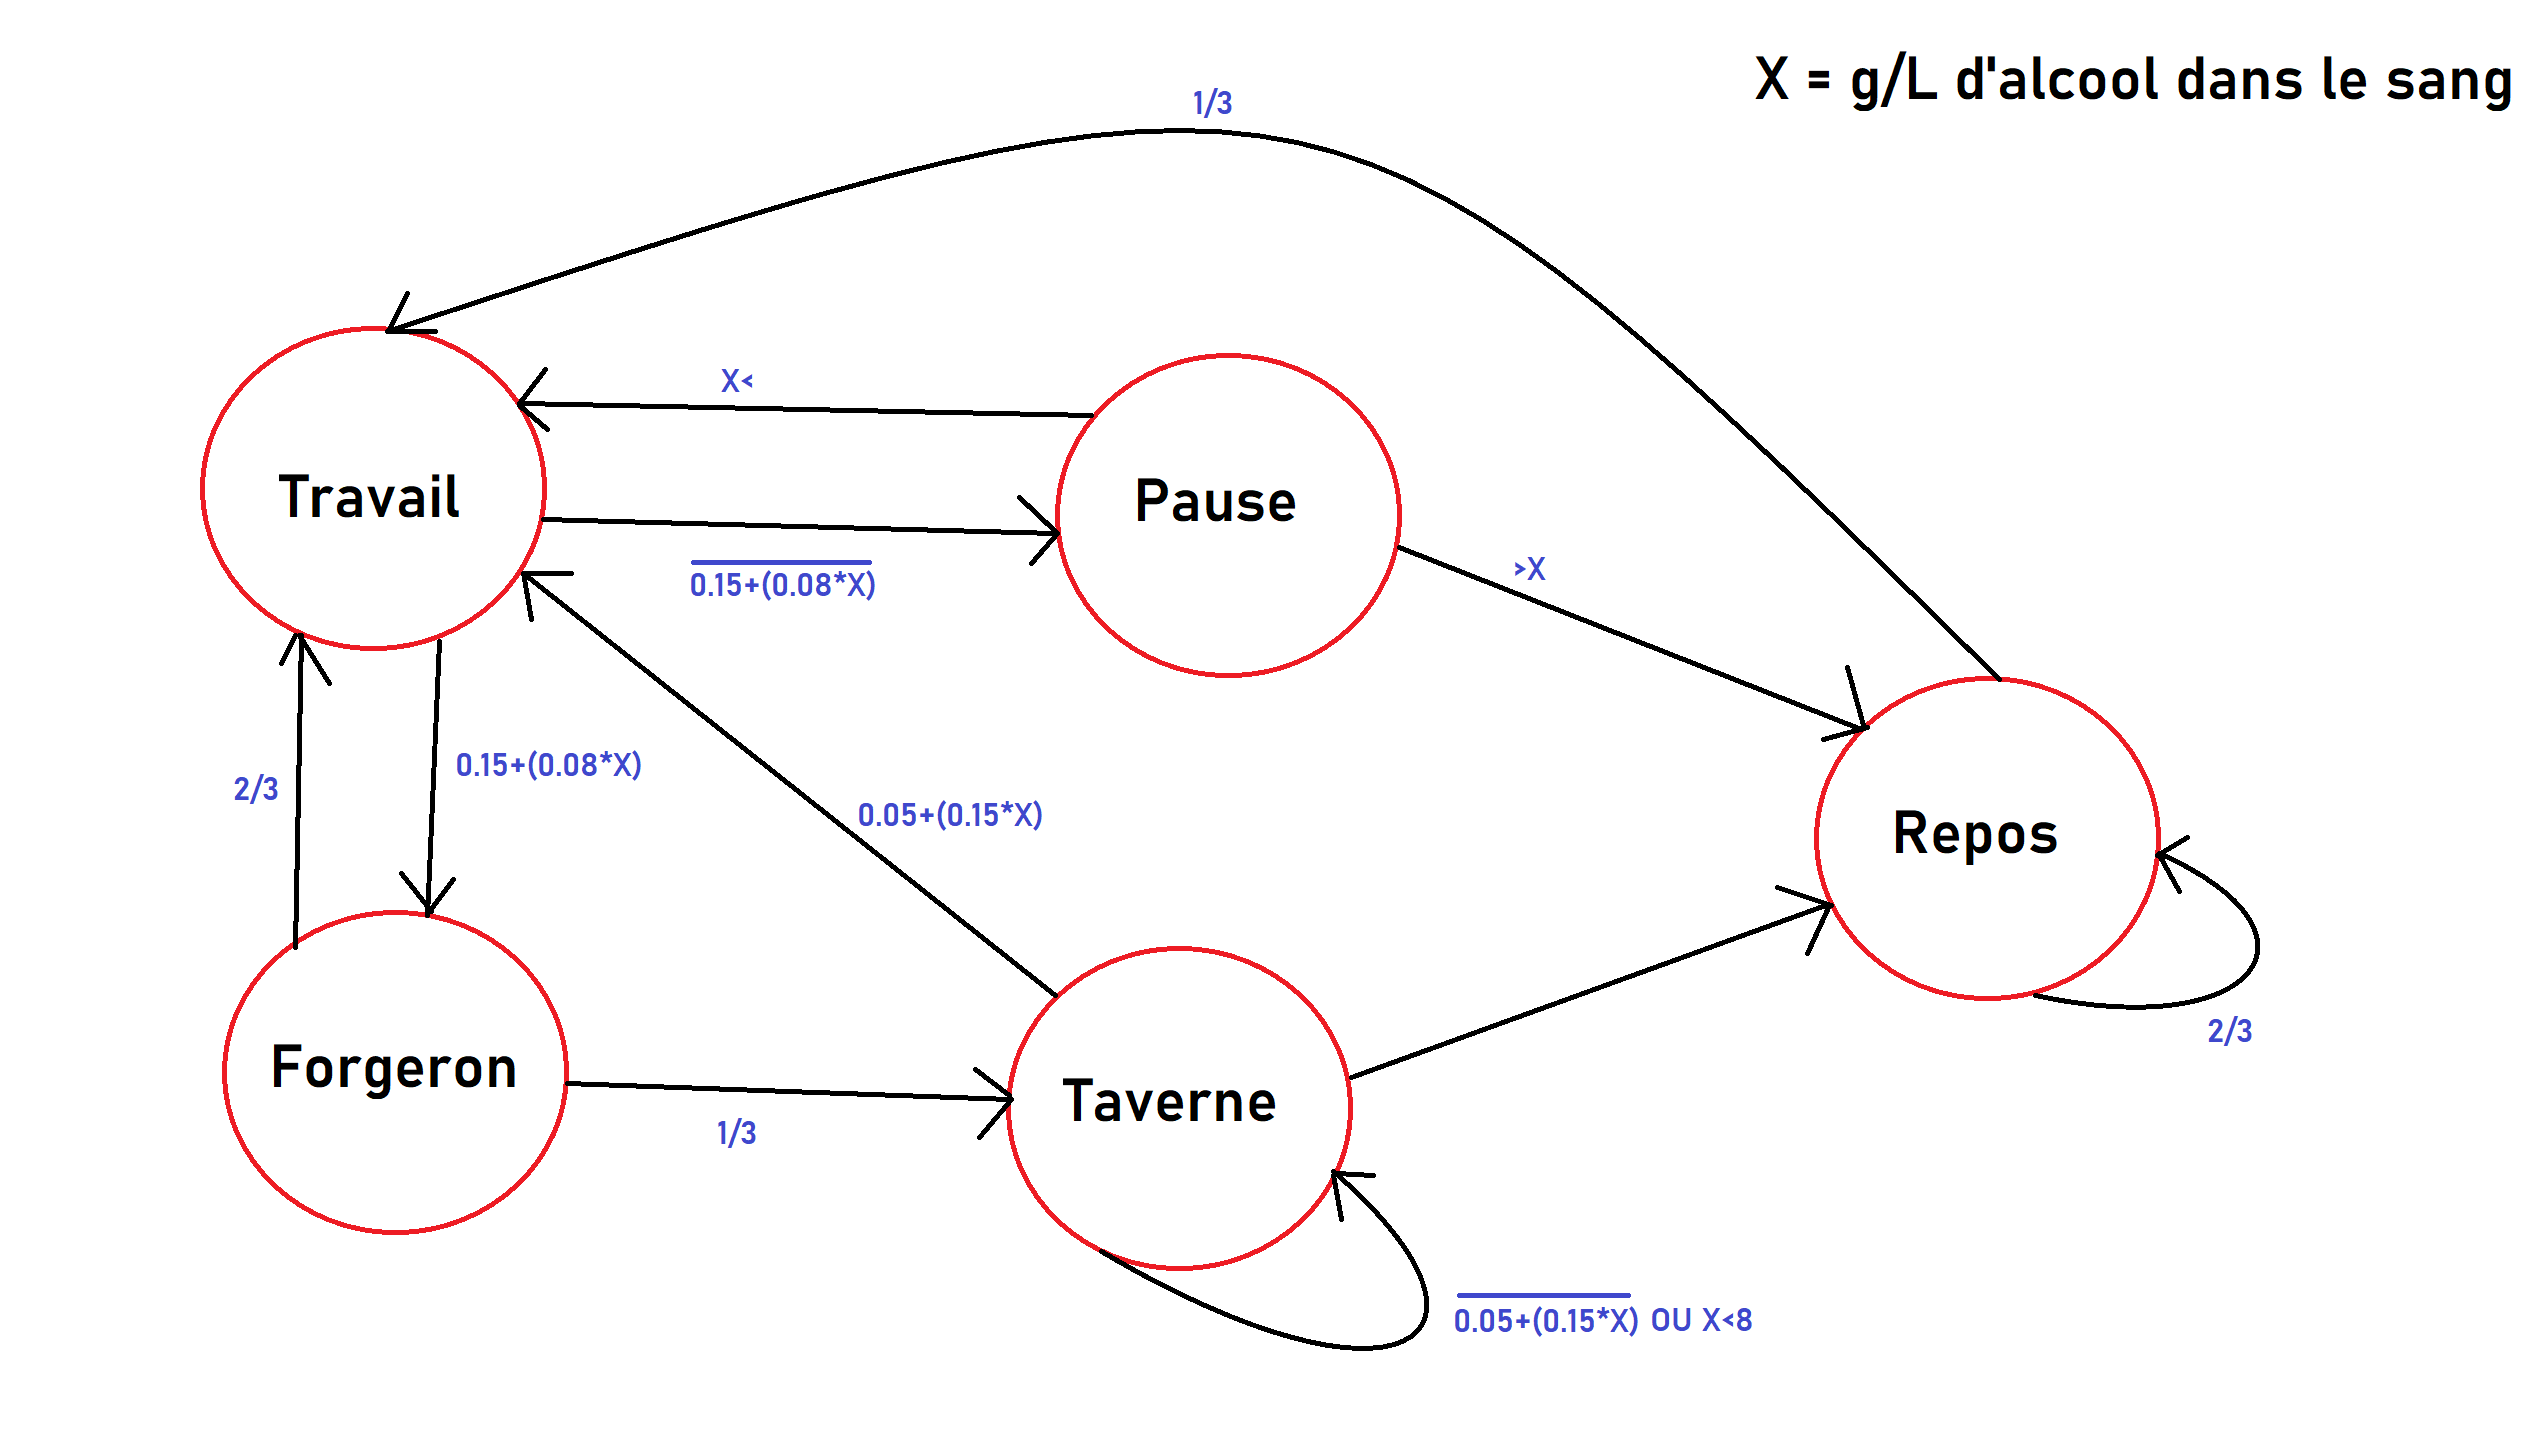 X = g/L d'alcool dans le sang
1/3
X<
Travail
Pause
0.15+(0.08*X)
>X
2/3
0.15+(0.08*X)
0.05+(0.15*X)
Repos
2/3
Forgeron
Taverne
1/3
0.05+(0.15*X) OU X<8